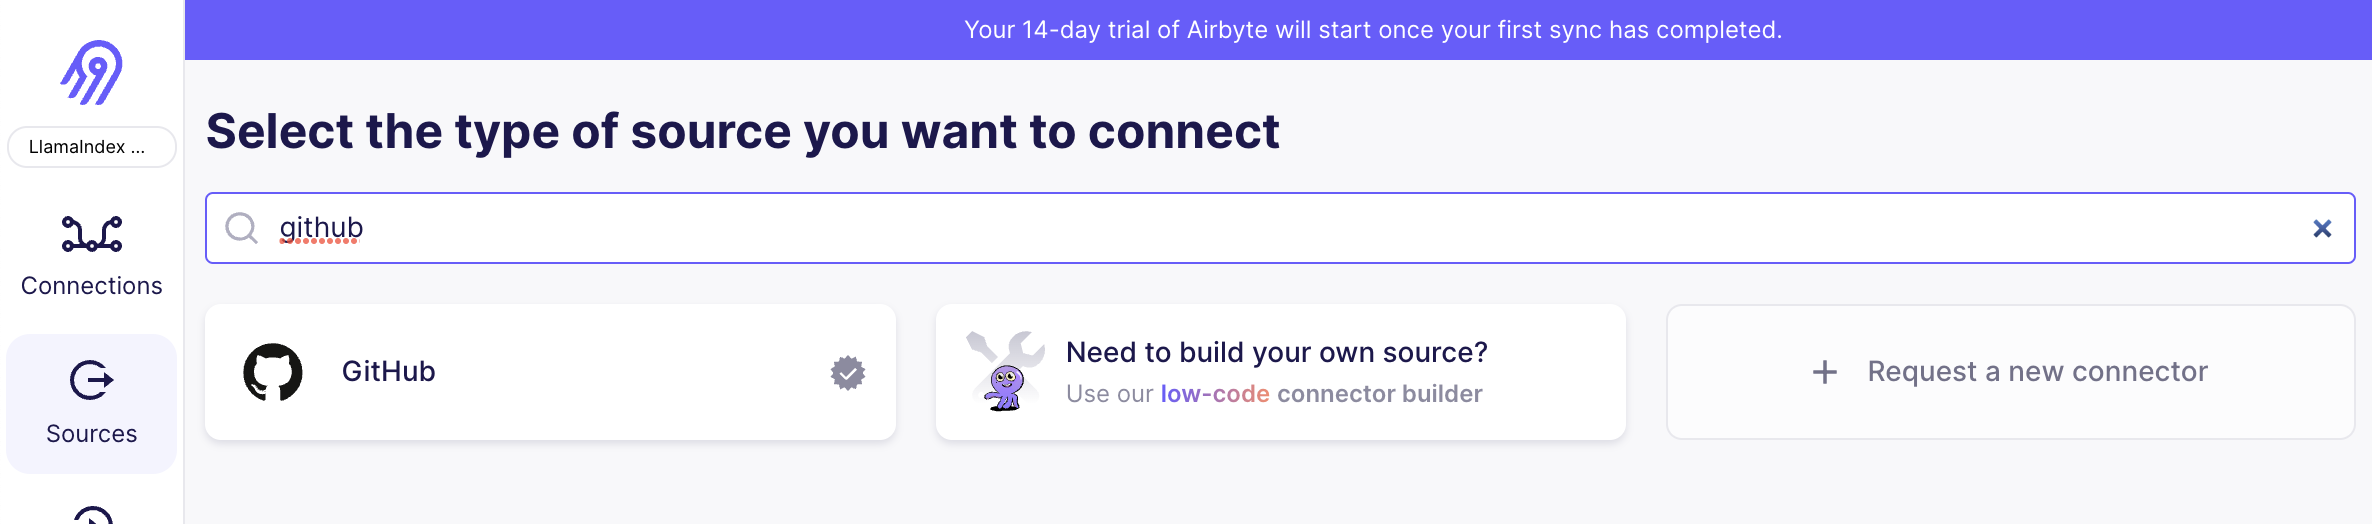 Your 14-day trial of Airbyte will start once your first sync has completed.
LlamaIndex ...
Connections
Sources
Select the type of source you want to connect
github
GitHub
Need to build your own source?
Use our low-code connector builder
Request a new connector